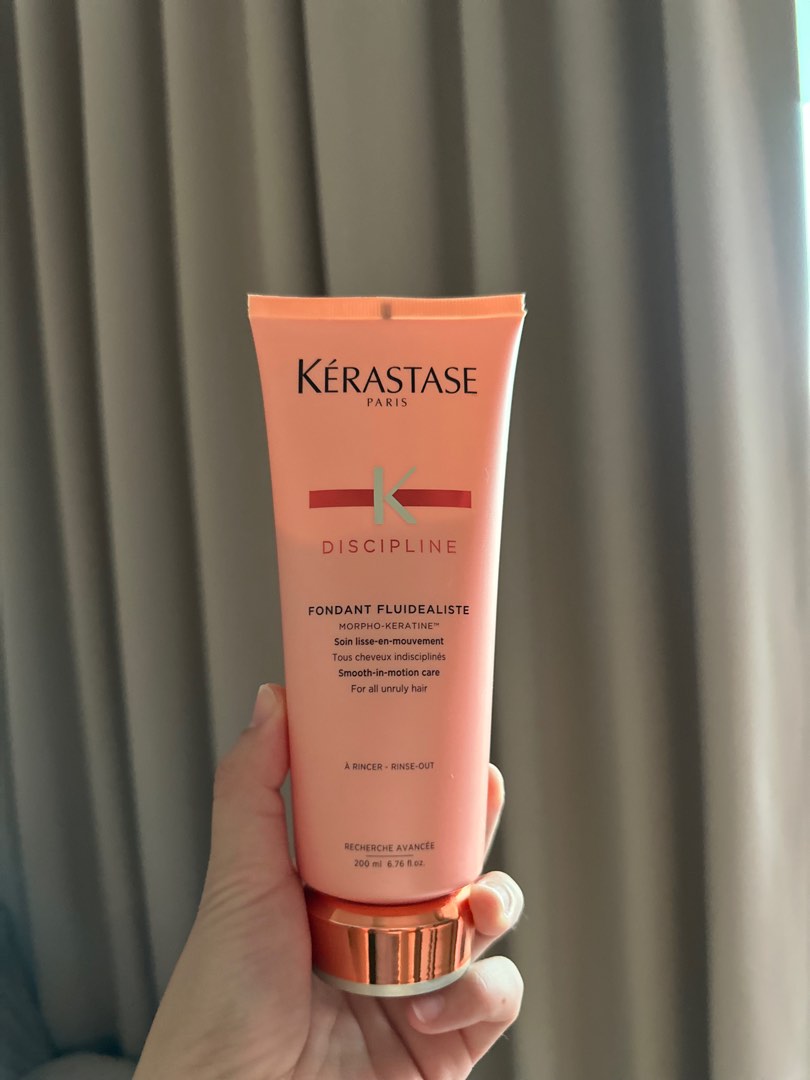 KÉRASTASE
PARIS
K
DISCIPLINE
FONDANT FLUIDEALISTE
MORPHO-KERATINE™
Soin lisse-en-mouvement
Tous cheveux indisciplinés
Smooth-in-motion care
For all unruly hair
À RINCER - RINSE-OUT
RECHERCHE AVANCÉE
200 ml 6.76 fl.oz.